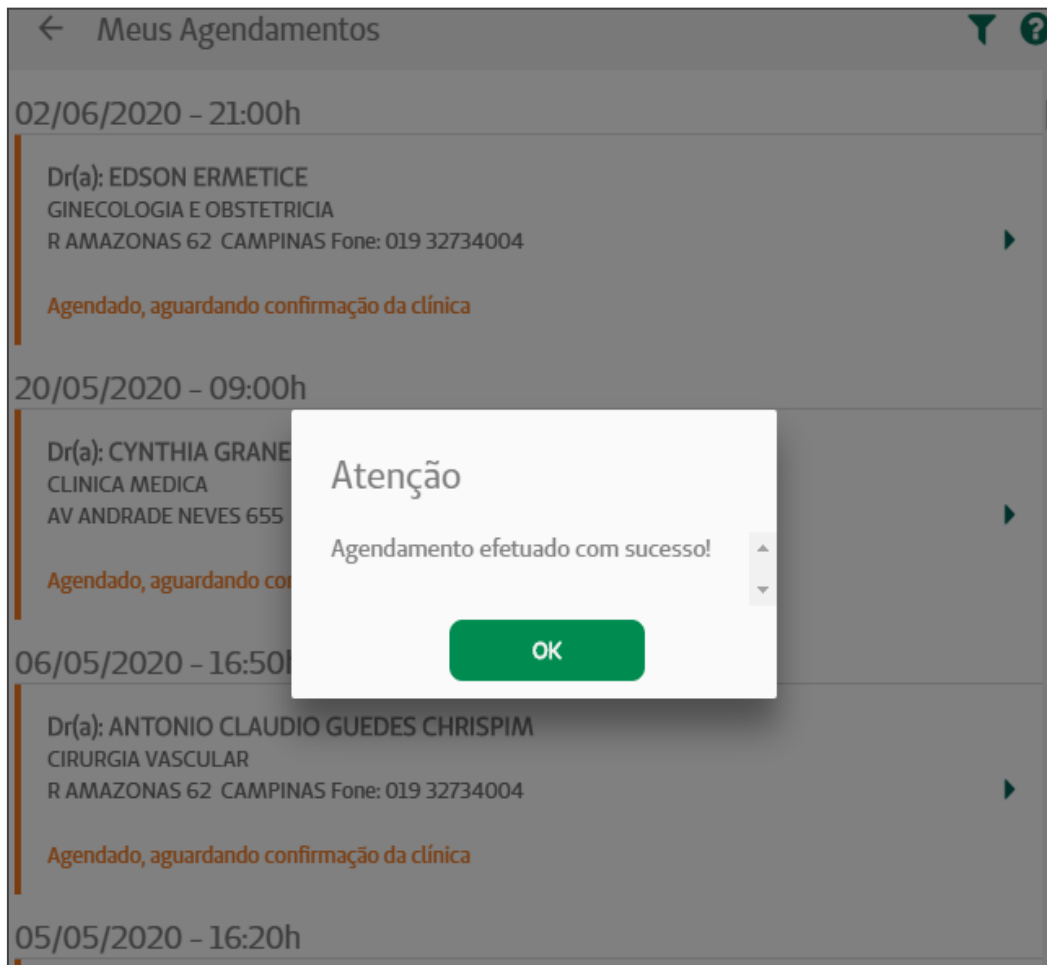 Meus Agendamentos
02/06/2020 - 21:00h
Dr(a): EDSON ERMETICE
GINECOLOGIA E OBSTETRICIA
R AMAZONAS 62 CAMPINAS Fone: 019 32734004
Agendado, aguardando confirmação da clínica
20/05/2020 - 09:00h
Dr(a): CYNTHIA
CLINICA MEDICA
AV ANDRADE NEVES 655
Agendado, aguardando
Atenção
Agendamento efetuado com sucesso!
OK
06/05/2020 - 16:50h
Dr(a): ANTONIO CLAUDIO GUEDES CHRISPIM
CIRURGIA VASCULAR
R AMAZONAS 62 CAMPINAS Fone: 019 32734004
Agendado, aguardando confirmação da clínica
05/05/2020 - 16:20h